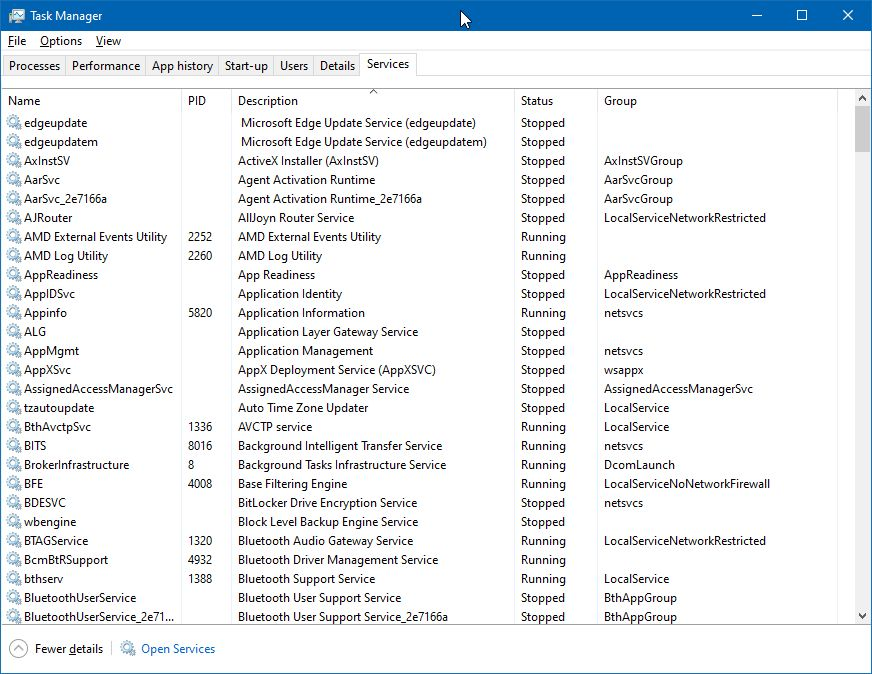 Task Manager
File Options View
Processes Performance App history Start-up Users Details Services
Name PID Description Status Group
edgeupdate Microsoft Edge Update Service (edgeupdate) Stopped
edgeupdatem Microsoft Edge Update Service (edgeupdatem) Stopped
AxInstSV ActiveX Installer (AxInstSV) Stopped AxInstSVGroup
AarSvc Agent Activation Runtime Stopped AarSvcGroup
AarSvc_2e7166a Agent Activation Runtime_2e7166a Stopped AarSvcGroup
AJRouter AllJoyn Router Service Stopped LocalServiceNetworkRestricted
AMD External Events Utility 2252 AMD External Events Utility Running
AMD Log Utility 2260 AMD Log Utility Running
AppReadiness App Readiness Stopped AppReadiness
AppIDSvc Application Identity Stopped LocalServiceNetworkRestricted
Appinfo 5820 Application Information Running netsvcs
ALG Application Layer Gateway Service Stopped
AppMgmt Application Management Stopped netsvcs
AppXSvc AppX Deployment Service (AppXSVC) Stopped wsappx
AssignedAccessManagerSvc AssignedAccessManager Service Stopped AssignedAccessManagerSvc
tzautoupdate Auto Time Zone Updater Stopped LocalService
BthAvctpSvc 1336 AVCTP service Running LocalService
BITS 8016 Background Intelligent Transfer Service Running netsvcs
BrokerInfrastructure 8 Background Tasks Infrastructure Service Running DcomLaunch
BFE 4008 Base Filtering Engine Running LocalServiceNoNetworkFirewall
BDESVC BitLocker Drive Encryption Service Stopped netsvcs
wbengine Block Level Backup Engine Service Stopped
BTAGService 1320 Bluetooth Audio Gateway Service Running LocalServiceNetworkRestricted
BcmBtRSupport 4932 Bluetooth Driver Management Service Running
bthserv 1388 Bluetooth Support Service Running LocalService
BluetoothUserService Bluetooth User Support Service Stopped BthAppGroup
BluetoothUserService_2e71... Bluetooth User Support Service_2e7166a Stopped BthAppGroup
Fewer details Open Services